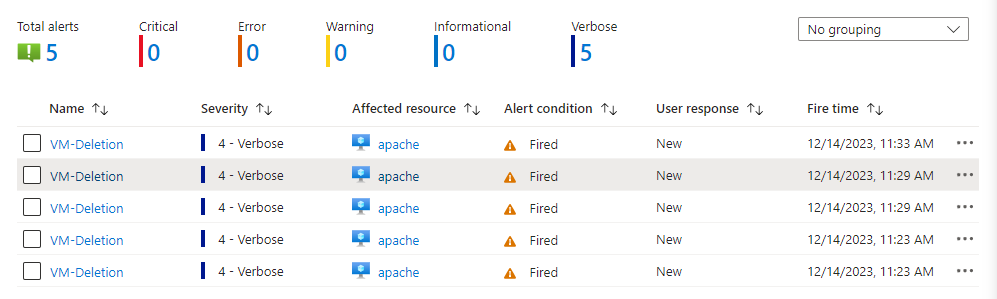 Total alerts Critical Error Warning Informational Verbose
5 0 0 0 0 5 No grouping
Name Severity Affected resource Alert condition User response Fire time
VM-Deletion 4 - Verbose apache Fired New 12/14/2023, 11:33 AM
VM-Deletion 4 - Verbose apache Fired New 12/14/2023, 11:29 AM
VM-Deletion 4 - Verbose apache Fired New 12/14/2023, 11:29 AM
VM-Deletion 4 - Verbose apache Fired New 12/14/2023, 11:23 AM
VM-Deletion 4 - Verbose apache Fired New 12/14/2023, 11:23 AM